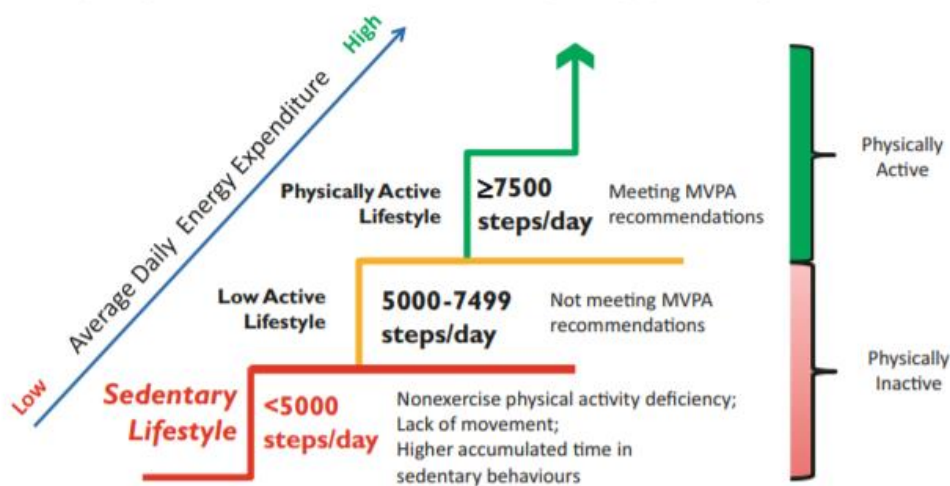 High
Average Daily Energy Expenditure
Low
Physically Active
Lifestyle
≥7500
steps/day
Meeting MVPA
recommendations
Physically
Active
Low Active
Lifestyle
5000-7499
steps/day
Not meeting MVPA
recommendations
Physically
Inactive
Sedentary
Lifestyle
<5000
steps/day
Nonexercise physical activity deficiency;
Lack of movement;
Higher accumulated time in
sedentary behaviours